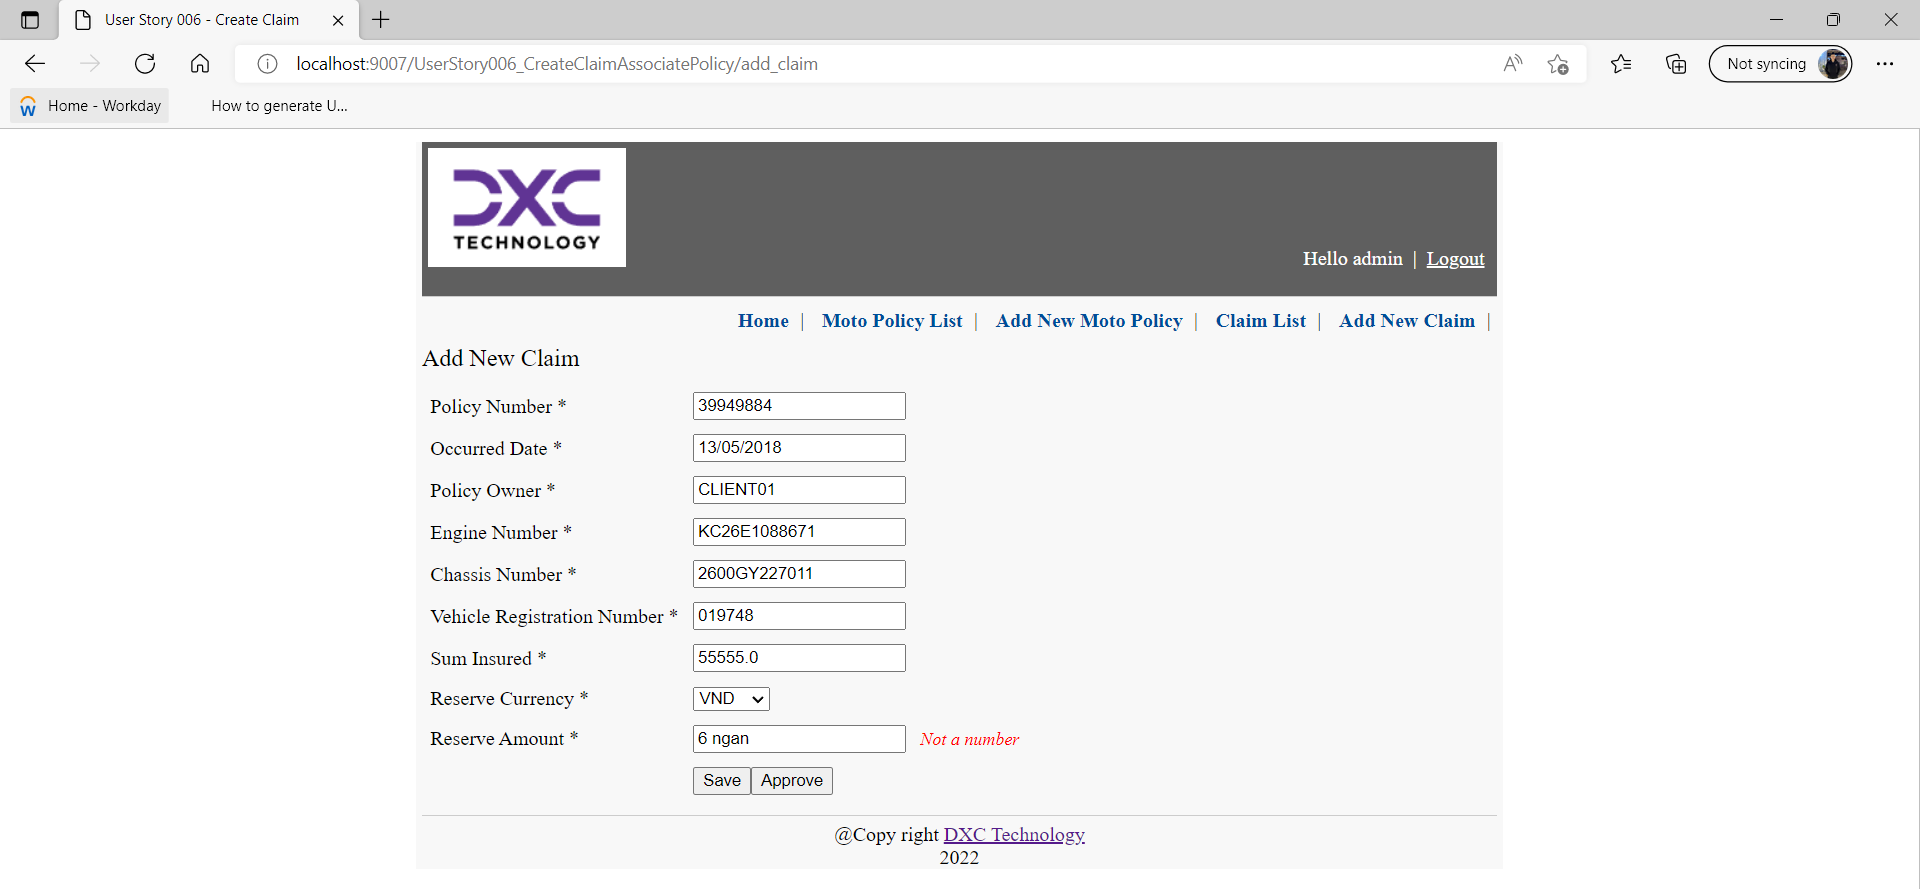 User Story 006 - Create Claim
localhost:9007/UserStory006_CreateClaimAssociatePolicy/add_claim
Not syncing
Home - Workday How to generate U...
DXC
TECHNOLOGY
Hello admin | Logout
Home | Moto Policy List | Add New Moto Policy | Claim List | Add New Claim |
Add New Claim
Policy Number * 39949884
Occurred Date * 13/05/2018
Policy Owner * CLIENT01
Engine Number * KC26E1088671
Chassis Number * 2600GY227011
Vehicle Registration Number * 019748
Sum Insured * 55555.0
Reserve Currency * VND
Reserve Amount * 6 ngan Not a number
Save Approve
@Copy right DXC Technology
2022